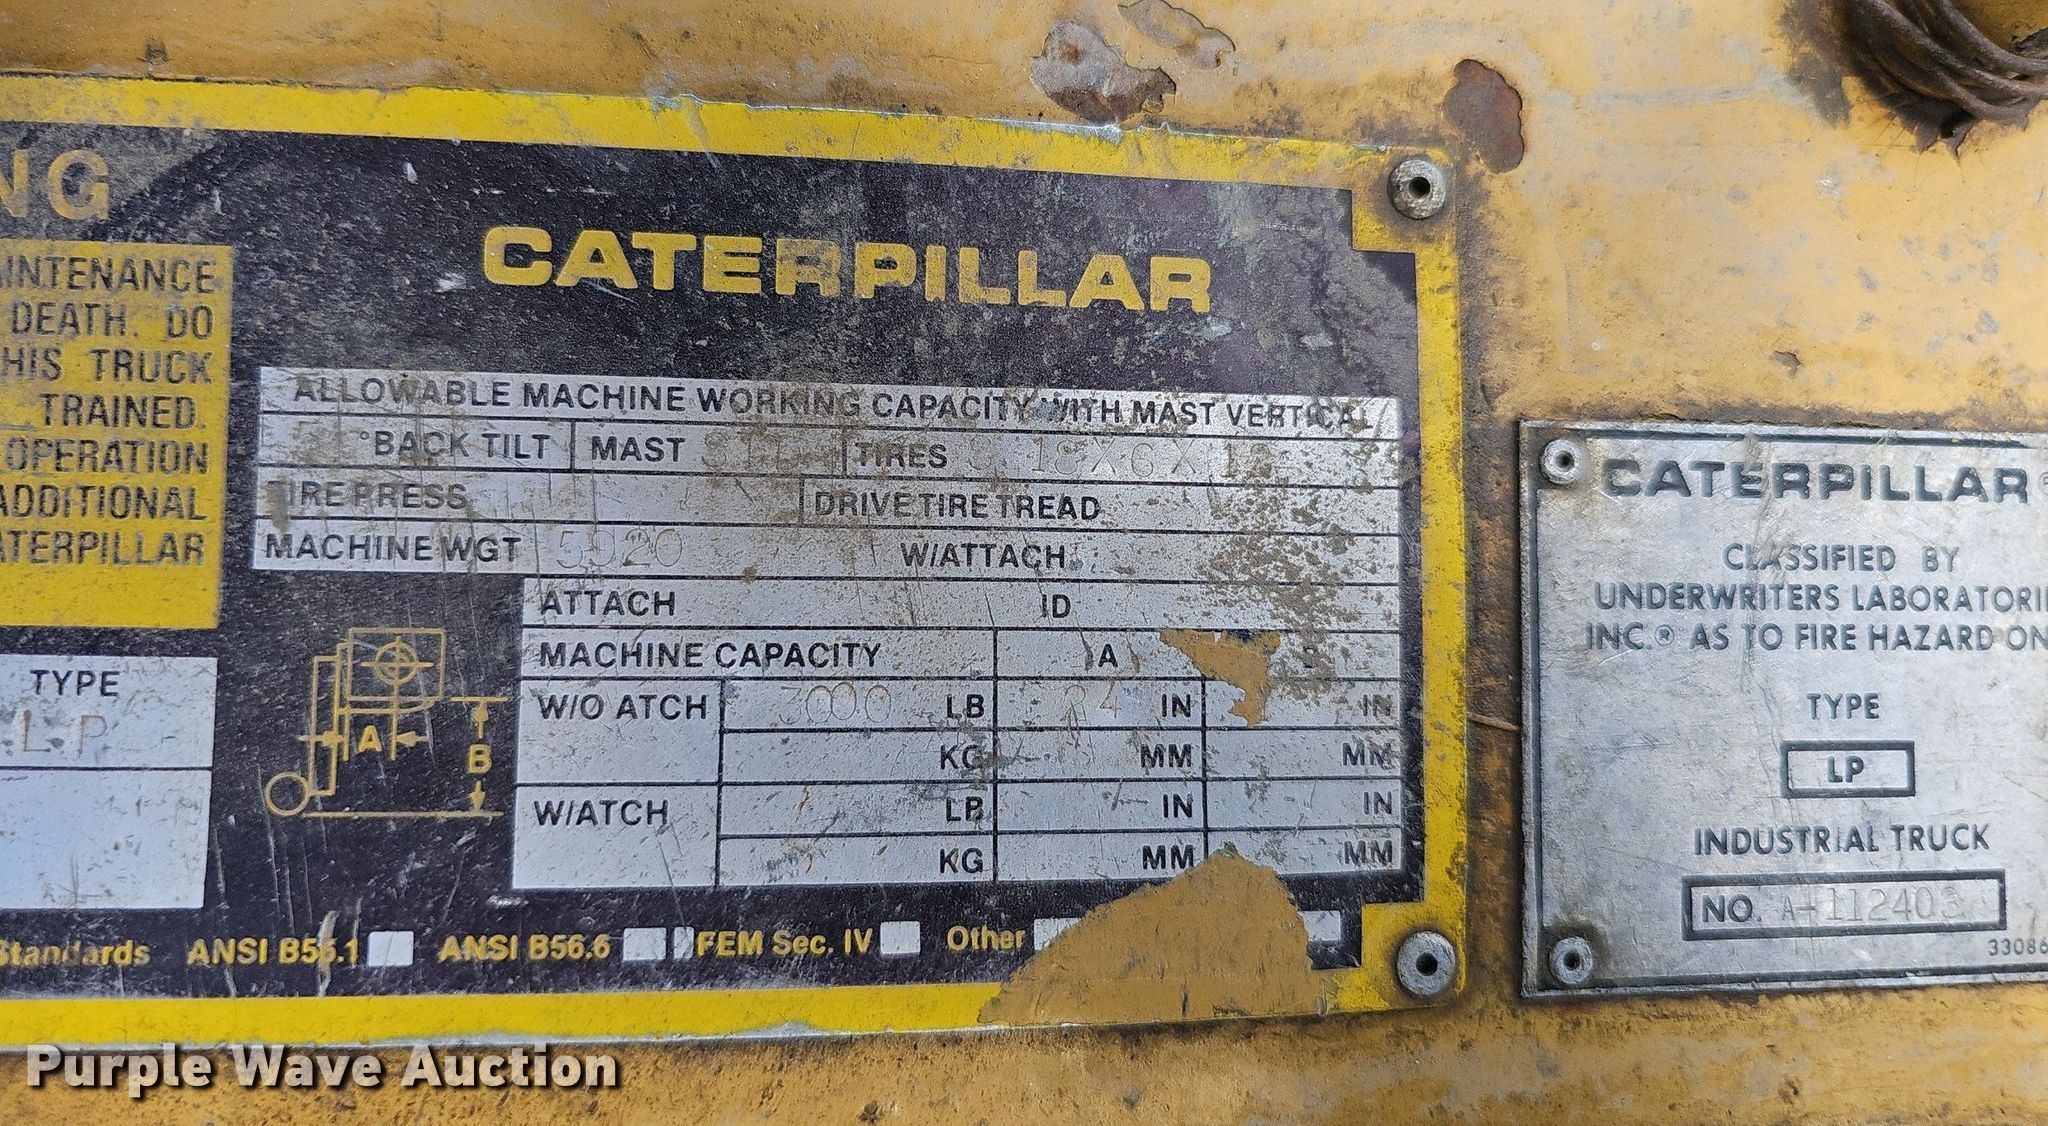 NG
CATERPILLAR
AINTENANCE
DEATH. DO
HIS TRUCK
TRAINED.
OPERATION
ADDITIONAL
ATERPILLAR
TYPE
L.P
ALLOWABLE MACHINE WORKING CAPACITY WITH MAST VERTICAL
°BACK TILT MAST TIRES 18X6X
TIRE PRESS DRIVE TIRE TREAD
MACHINE WGT 5920 W/ATTACH
ATTACH ID
MACHINE CAPACITY A
W/O ATCH 3000 LB 24 IN IN
KG MM MM
W/ATCH LB IN IN
KG MM MM
A
B
Standards ANSI B56.1 ANSI B56.6 FEM Sec. IV Other
CATERPILLAR®
CLASSIFIED BY
UNDERWRITERS LABORATORI
INC.® AS TO FIRE HAZARD ON
TYPE
LP
INDUSTRIAL TRUCK
NO. A-112403
33086
Purple Wave Auction